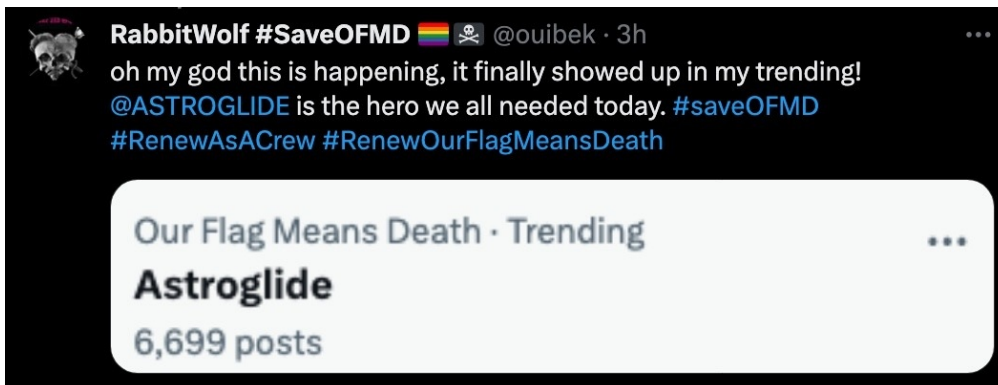 RabbitWolf #SaveOFMD 🏳️‍🌈 ☠️ @ouibek · 3h
oh my god this is happening, it finally showed up in my trending!
@ASTROGLIDE is the hero we all needed today. #saveOFMD
#RenewAsACrew #RenewOurFlagMeansDeath
Our Flag Means Death · Trending
Astroglide
6,699 posts